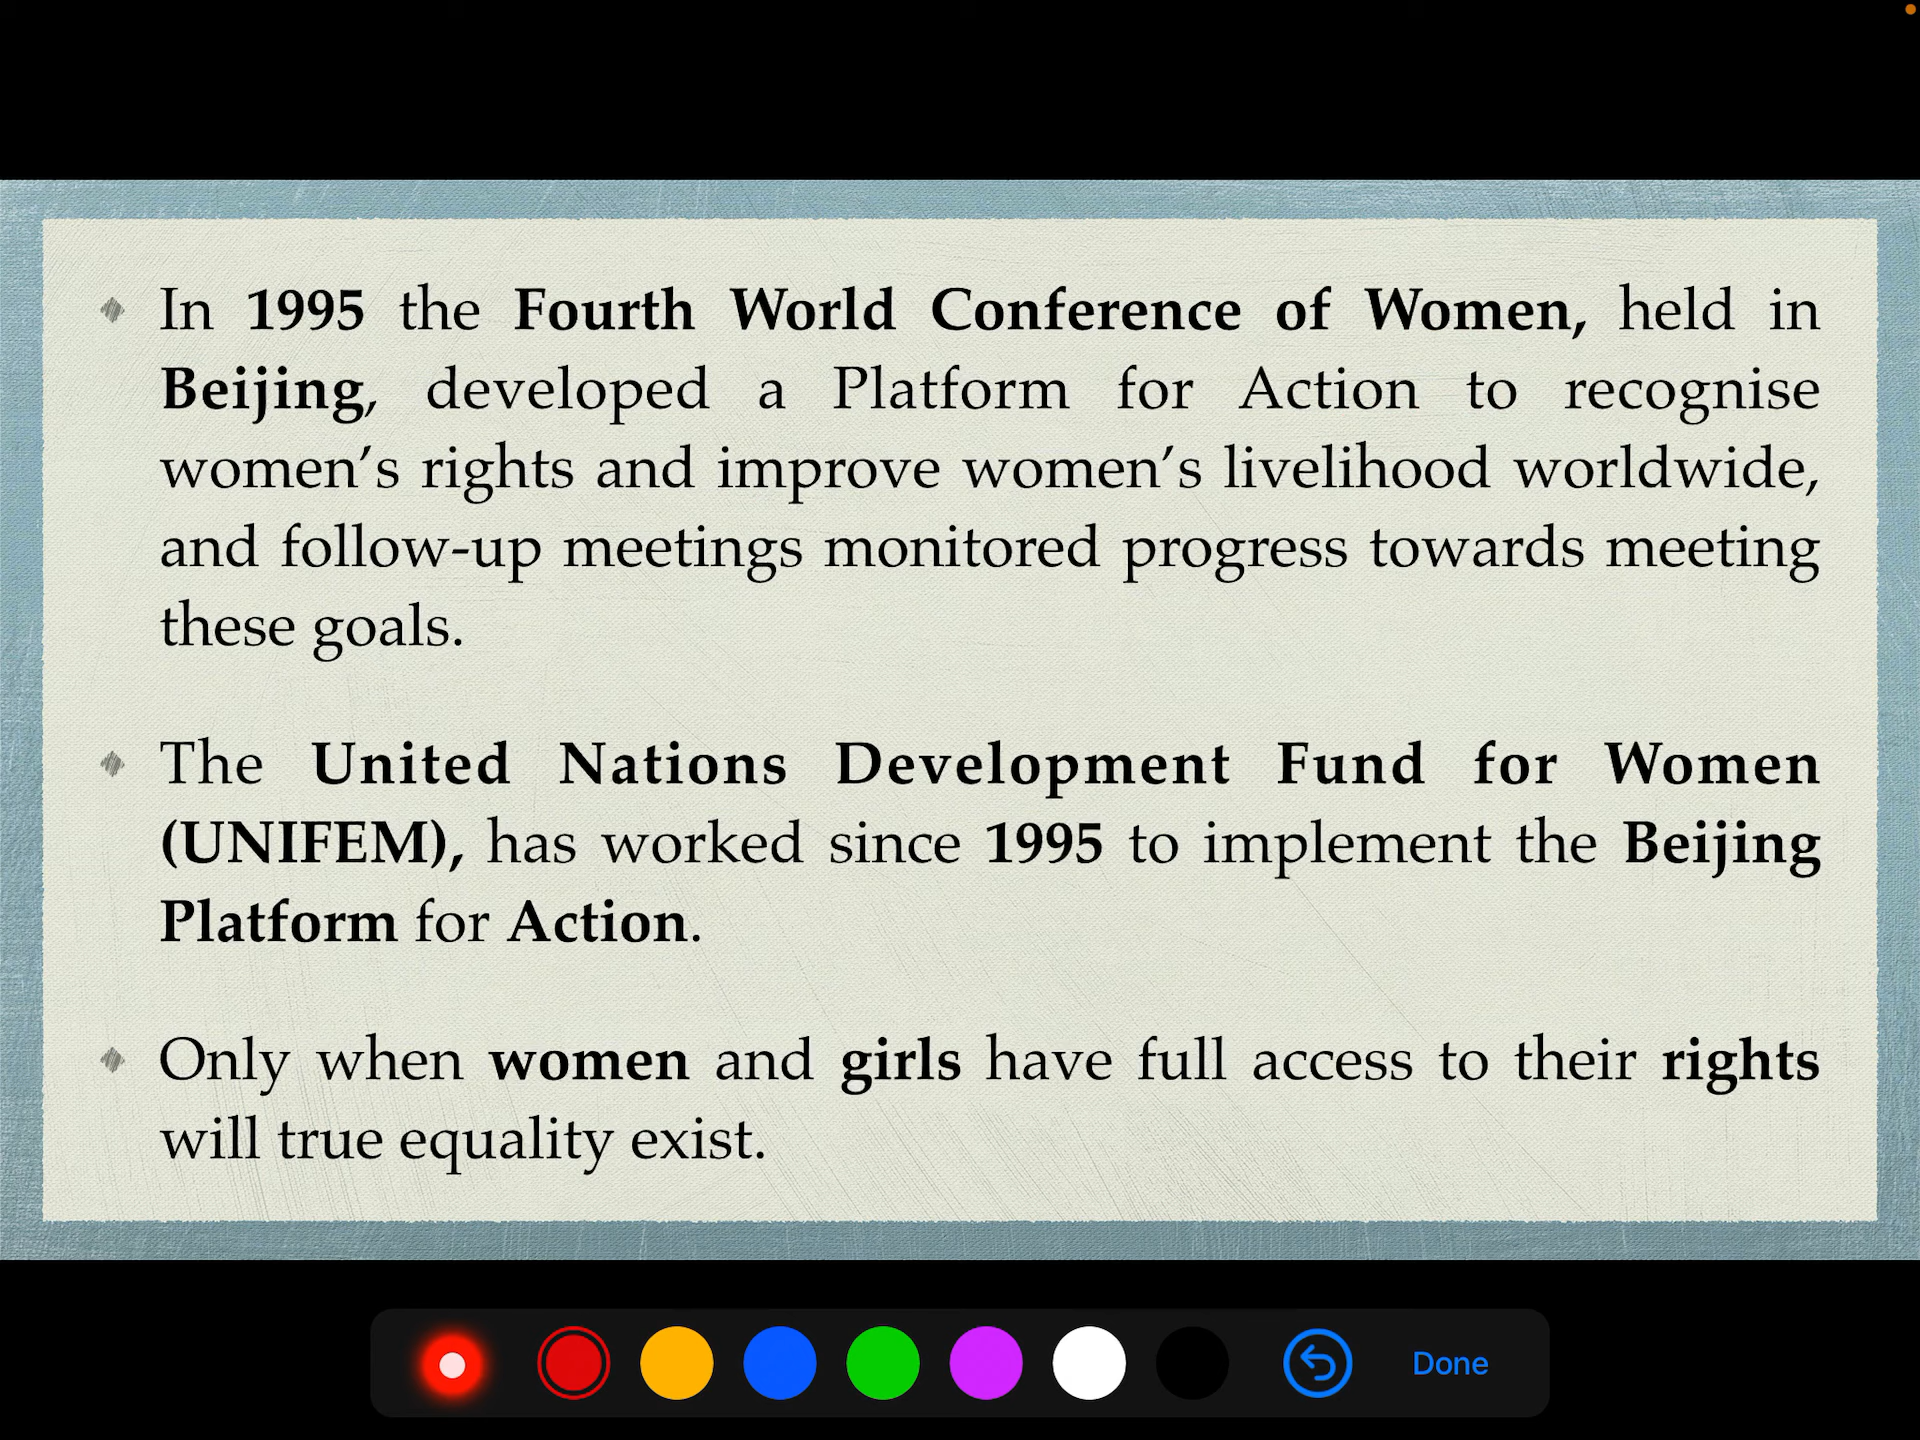 In 1995 the Fourth World Conference of Women, held in
Beijing, developed a Platform for Action to recognise
women’s rights and improve women’s livelihood worldwide,
and follow-up meetings monitored progress towards meeting
these goals.
The United Nations Development Fund for Women
(UNIFEM), has worked since 1995 to implement the Beijing
Platform for Action.
Only when women and girls have full access to their rights
will true equality exist.
Done